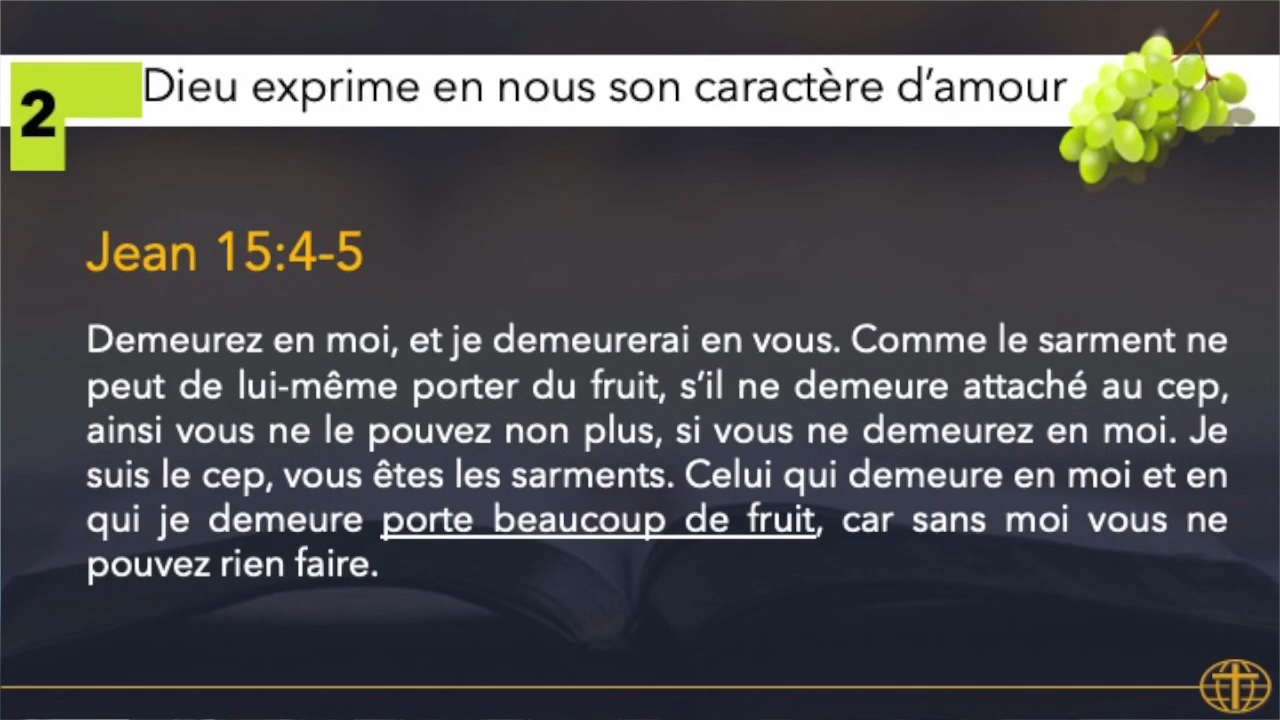 2
Dieu exprime en nous son caractère d’amour
Jean 15:4-5
Demeurez en moi, et je demeurerai en vous. Comme le sarment ne
peut de lui-même porter du fruit, s’il ne demeure attaché au cep,
ainsi vous ne le pouvez non plus, si vous ne demeurez en moi. Je
suis le cep, vous êtes les sarments. Celui qui demeure en moi et en
qui je demeure porte beaucoup de fruit, car sans moi vous ne
pouvez rien faire.